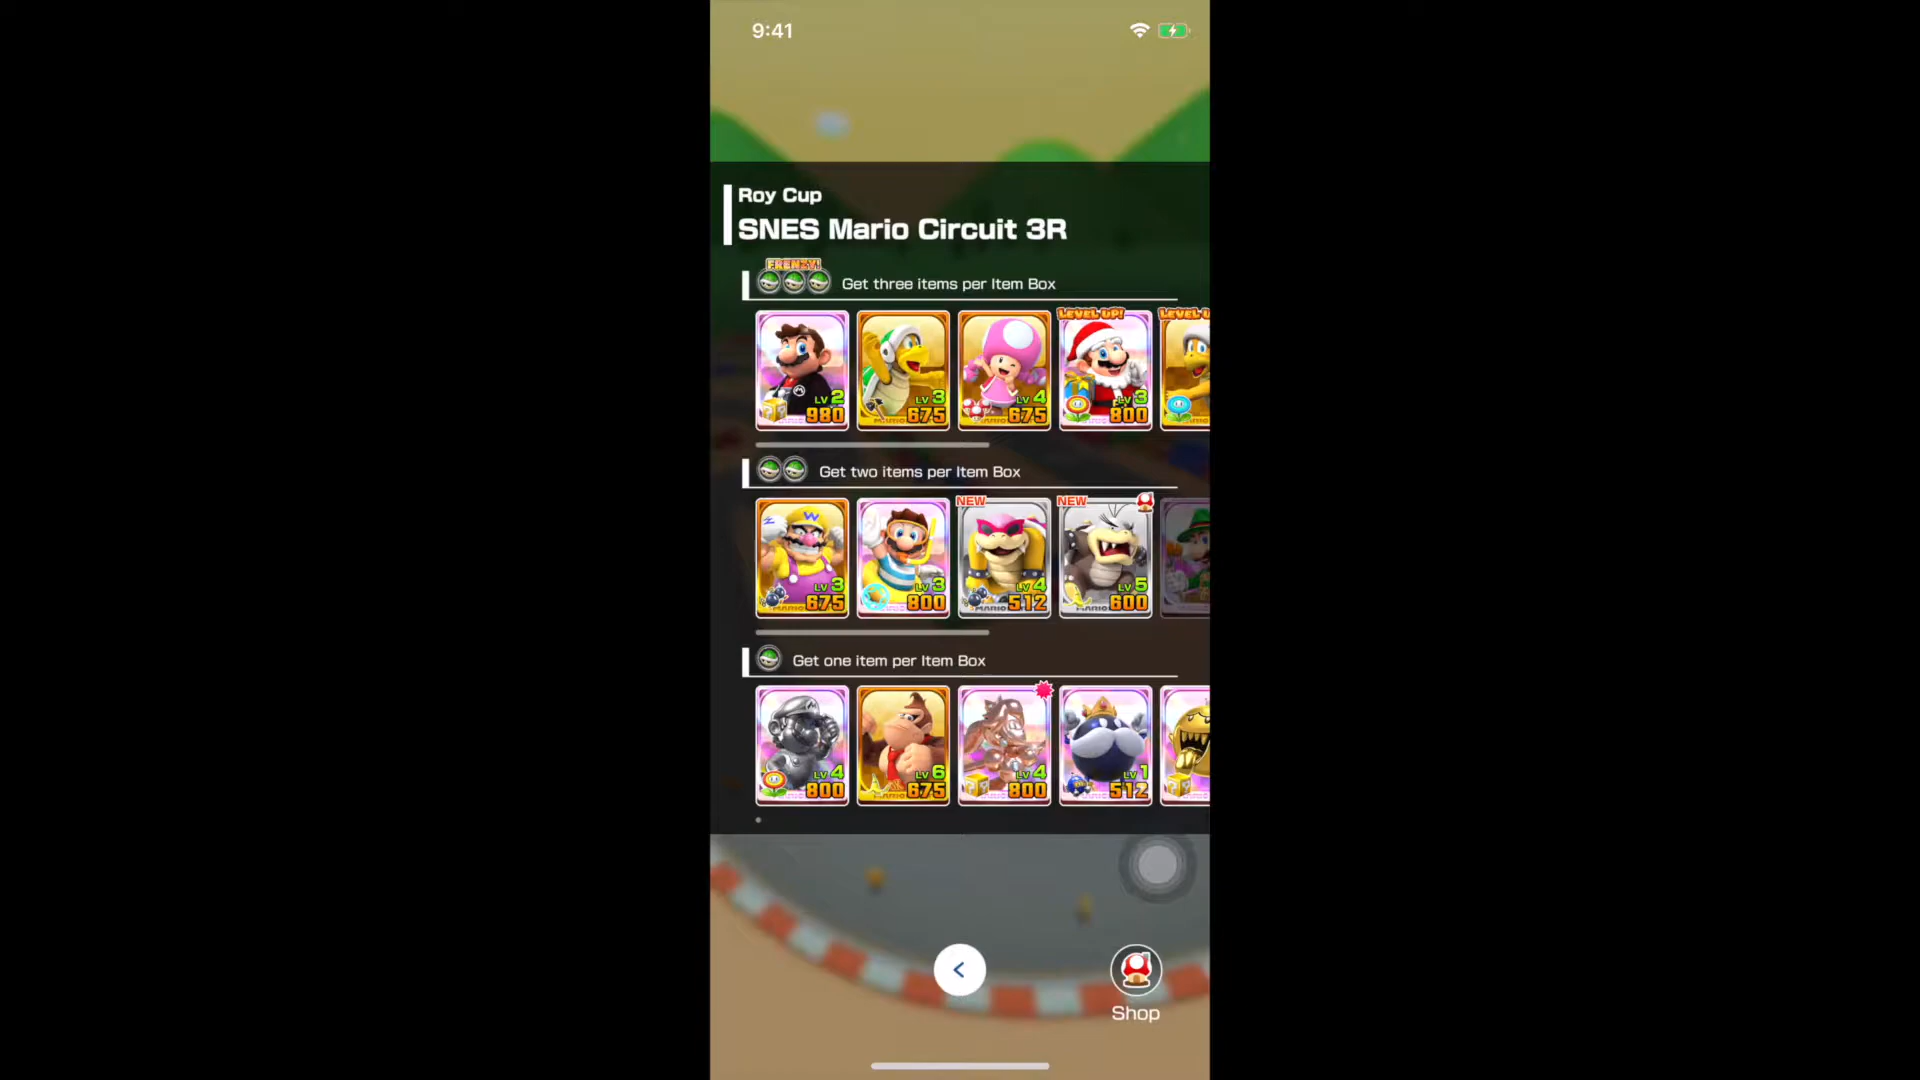 9:41
Roy Cup
SNES Mario Circuit 3R
FRENZY!
Get three items per Item Box
LEVEL UP!
LEVEL U
LV 2
980
LV 3
675
LV 4
675
LV 3
800
Get two items per Item Box
NEW
NEW
LV 3
675
LV 3
800
LV 4
512
LV 5
600
Get one item per Item Box
LV 4
800
LV 6
675
LV 4
800
LV 1
512
<
Shop